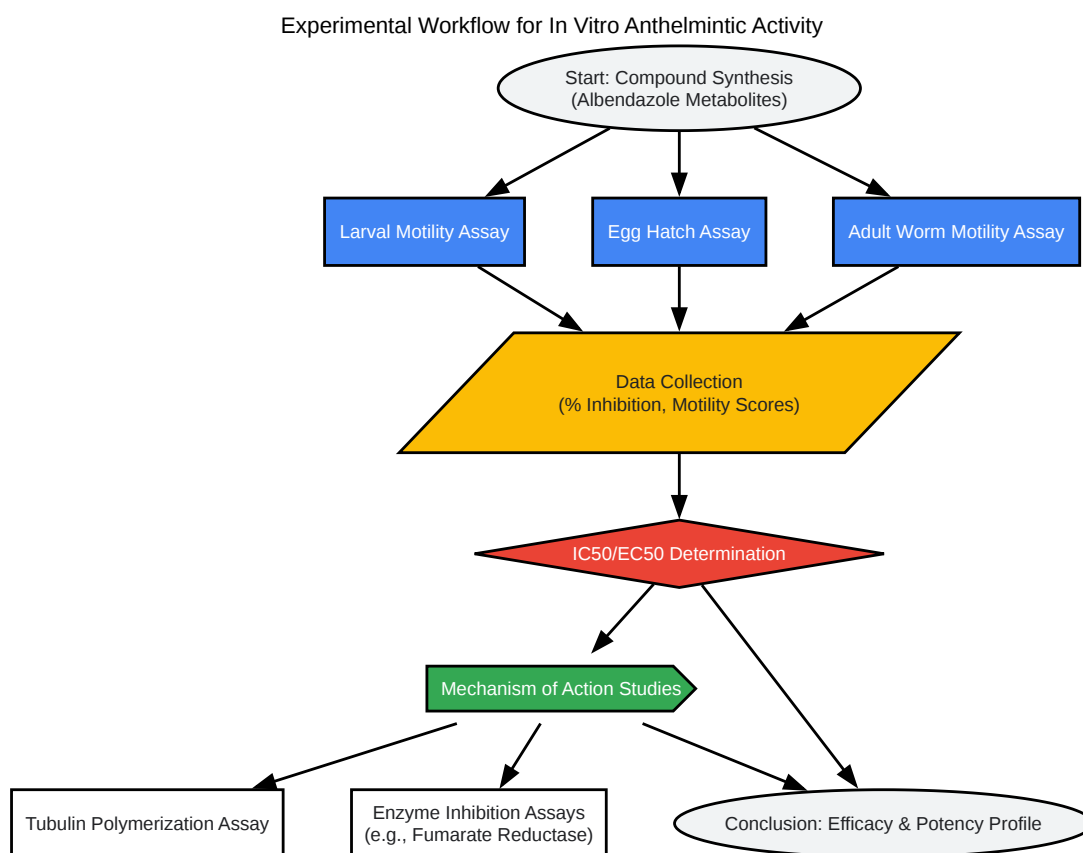 Experimental Workflow for In Vitro Anthelmintic Activity
Start: Compound Synthesis
(Albendazole Metabolites)
Larval Motility Assay
Egg Hatch Assay
Adult Worm Motility Assay
Data Collection
(% Inhibition, Motility Scores)
IC50/EC50 Determination
Mechanism of Action Studies
Tubulin Polymerization Assay
Enzyme Inhibition Assays
(e.g., Fumarate Reductase)
Conclusion: Efficacy & Potency Profile